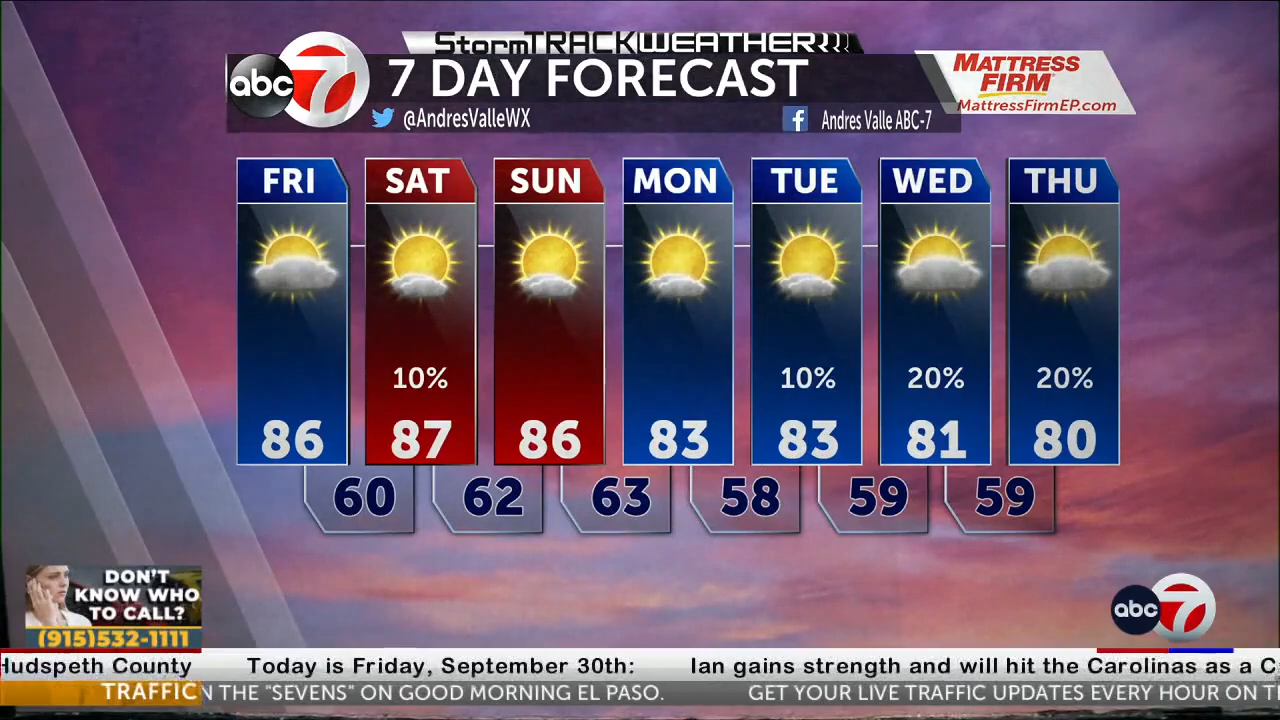 StormTRACKWEATHER
abc 7
7 DAY FORECAST
MATTRESS
FIRM
MattressFirmEP.com
@AndresValleWX
Andres Valle ABC-7
FRI SAT SUN MON TUE WED THU
10% 10% 20% 20%
86 87 86 83 83 81 80
60 62 63 58 59 59
DON'T
KNOW WHO
TO CALL?
(915)532-1111
abc 7
Hudspeth County Today is Friday, September 30th: Ian gains strength and will hit the Carolinas as a
TRAFFIC N THE "SEVENS" ON GOOD MORNING EL PASO. GET YOUR LIVE TRAFFIC UPDATES EVERY HOUR ON